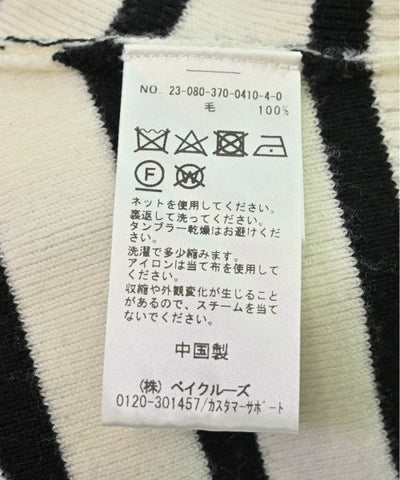 NO. 23-080-370-0410-4-0
毛 100%
F W
ネットを使用してください。
裏返して洗ってください。
タンブラー乾燥はお避けくだ
さい。
洗濯で多少縮みます。
アイロンは当て布を使用して
ください。
収縮や外観変化が生じること
があるので、スチームを当て
ないでください。
中国製
(株) ベイクルーズ
0120-301457/カスタマーサポート